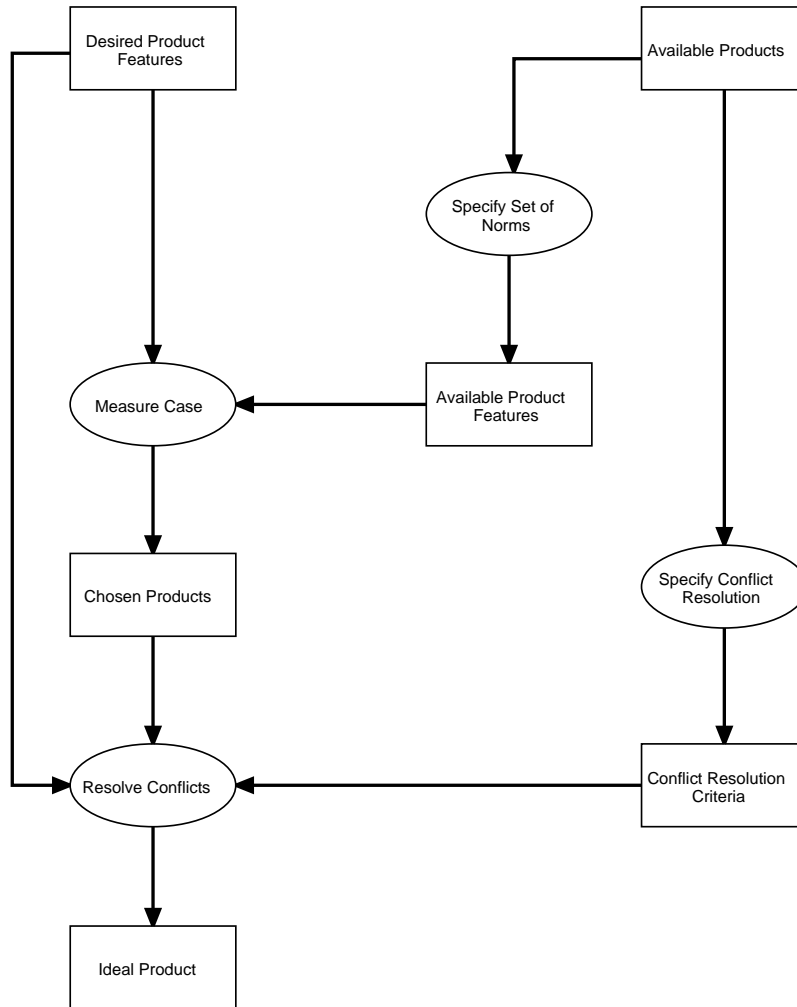 Desired Product
Features
Available Products
Specify Set of
Norms
Measure Case
Available Product
Features
Chosen Products
Specify Conflict
Resolution
Resolve Conflicts
Conflict Resolution
Criteria
Ideal Product